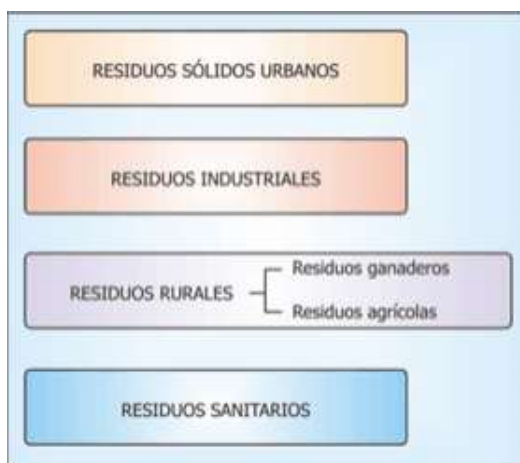 RESIDUOS SÓLIDOS URBANOS
RESIDUOS INDUSTRIALES
RESIDUOS RURALES
Residuos ganaderos
Residuos agrícolas
RESIDUOS SANITARIOS